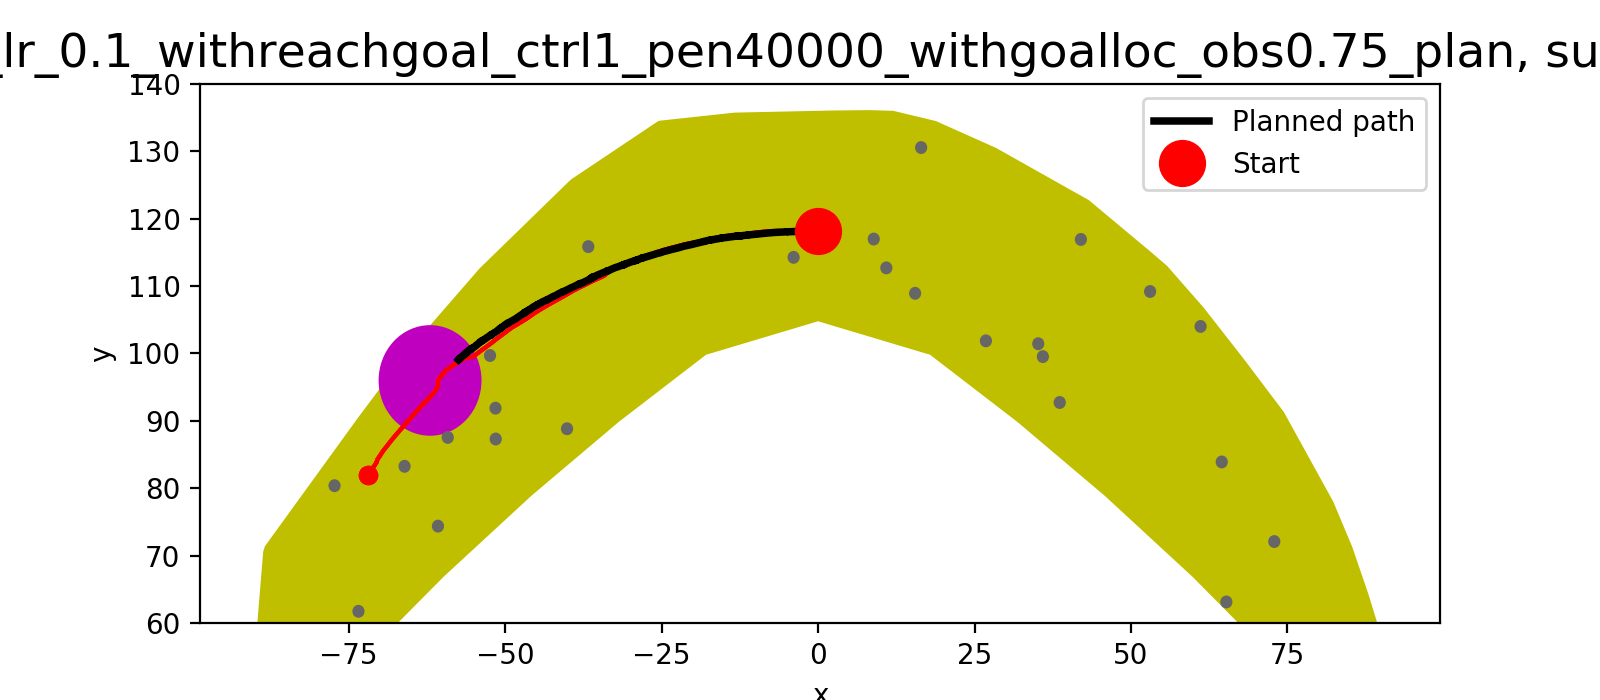 _lr_0.1_withreachgoal_ctrl1_pen40000_withgoalloc_obs0.75_plan, su
Planned path
Start
140
130
120
110
100
90
80
70
60
y
−75 −50 −25 0 25 50 75
x